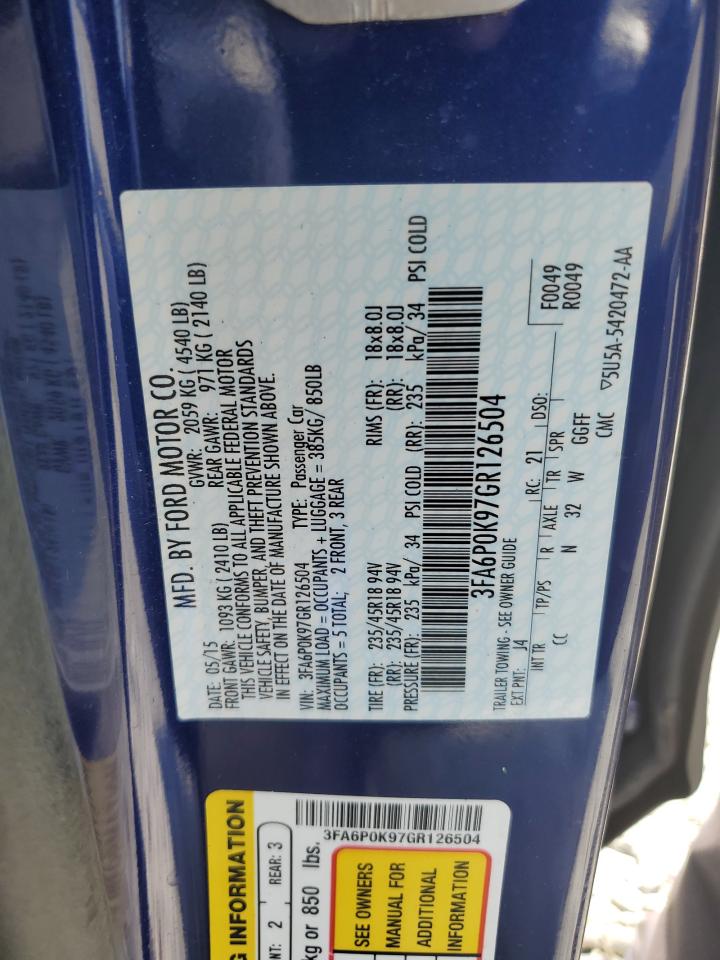 MFD. BY FORD MOTOR CO.
DATE: 05/15 GVWR: 2059 KG ( 4540 LB)
FRONT GAWR: 1093 KG ( 2410 LB) REAR GAWR: 971 KG ( 2140 LB)
THIS VEHICLE CONFORMS TO ALL APPLICABLE FEDERAL MOTOR
VEHICLE SAFETY, BUMPER, AND THEFT PREVENTION STANDARDS
IN EFFECT ON THE DATE OF MANUFACTURE SHOWN ABOVE.
VIN: 3FA6P0K97GR126504 TYPE: Passenger Car
MAXIMUM LOAD = OCCUPANTS + LUGGAGE = 385KG/ 850LB
OCCUPANTS = 5 TOTAL; 2 FRONT, 3 REAR
TIRE (FR): 235/45R18 94V RIMS (FR): 18x8.0J
(RR): 235/45R18 94V (RR): 18x8.0J
PRESSURE (FR): 235 kPa/ 34 PSI COLD (RR): 235 kPa/ 34 PSI COLD
3FA6P0K97GR126504
TRAILER TOWING - SEE OWNER GUIDE
EXT PNT: J4 RC: 21 DSO: F0049
R0049
INT TR TP/PS R AXLE TR SPR
CC N 32 W GGFF
CMC ▽5U5A-5420472-AA
G INFORMATION
NT: 2 REAR: 3
kg or 850 lbs.
3FA6P0K97GR126504
SEE OWNERS
MANUAL FOR
ADDITIONAL
INFORMATION